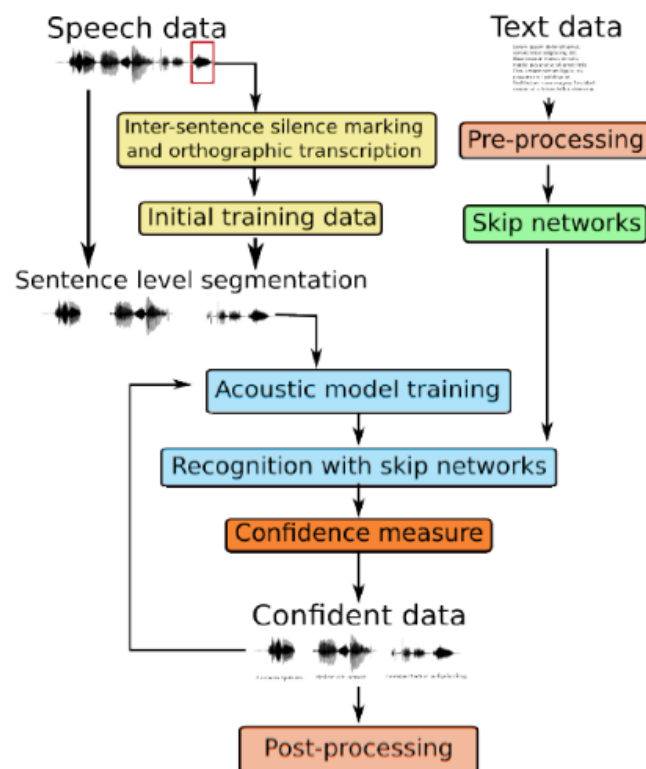 Speech data
Text data
Inter-sentence silence marking
and orthographic transcription
Pre-processing
Initial training data
Skip networks
Sentence level segmentation
Acoustic model training
Recognition with skip networks
Confidence measure
Confident data
Post-processing